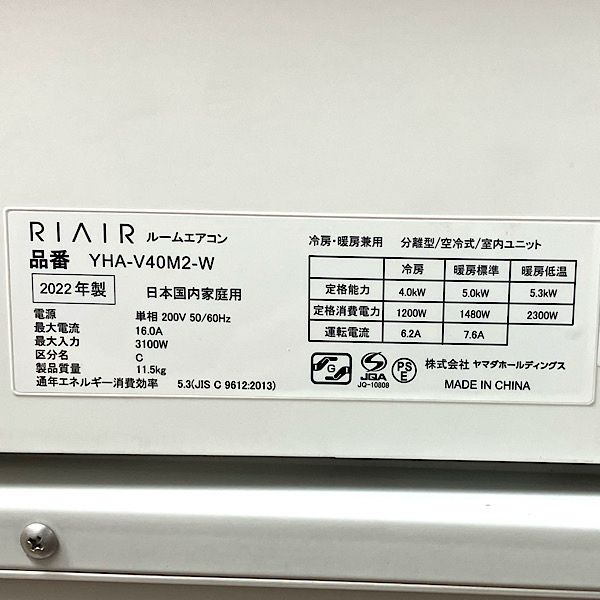 RIAIR ルームエアコン
品番 YHA-V40M2-W
2022年製 日本国内家庭用
電源 単相 200V 50/60Hz
最大電流 16.0A
最大入力 3100W
区分名 C
製品質量 11.5kg
通年エネルギー消費効率 5.3(JIS C 9612:2013)
冷房・暖房兼用 分離型/空冷式/室内ユニット
冷房 暖房標準 暖房低温
定格能力 4.0kW 5.0kW 5.3kW
定格消費電力 1200W 1480W 2300W
運転電流 6.2A 7.6A
G
JQA
JQ-10808
PS
E
株式会社 ヤマダホールディングス
MADE IN CHINA